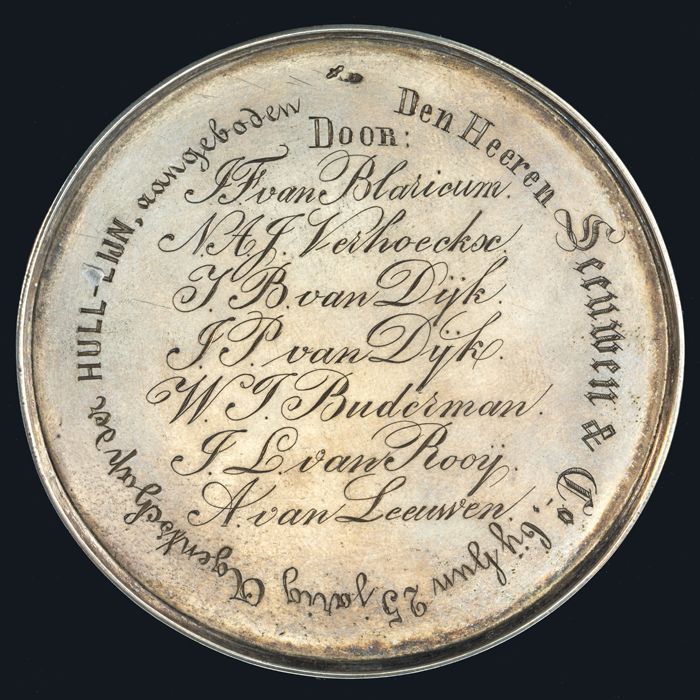 Den Heeren Seeuwen & Co, bij hun 25 jarig Agentschap der HULL-LIJN, aangeboden
DOOR:
J.F. van Blaricum.
N.A.J. Verhoeckx.
J.B. van Dijk.
J.P. van Dijk.
W.J. Buderman.
J.L. van Rooij.
A. van Leeuwen.